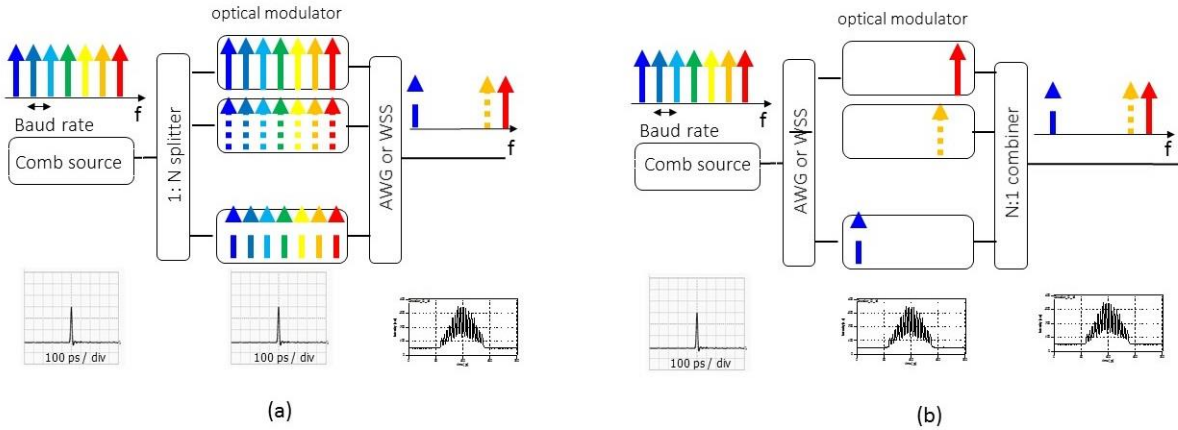 optical modulator
f
Baud rate
Comb source
1: N splitter
AWG or WSS
f
100 ps / div
100 ps / div
(a)
optical modulator
f
Baud rate
Comb source
AWG or WSS
N:1 combiner
f
100 ps / div
(b)